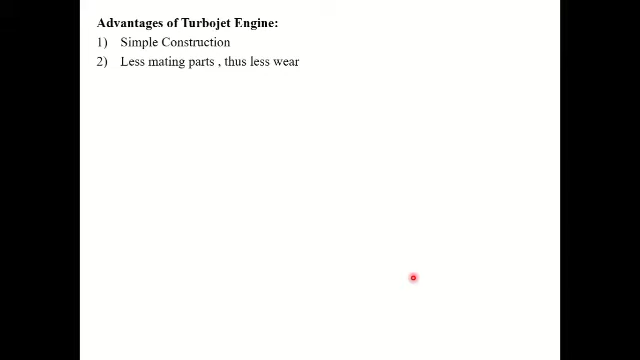 Advantages of Turbojet Engine:
1) Simple Construction
2) Less mating parts , thus less wear